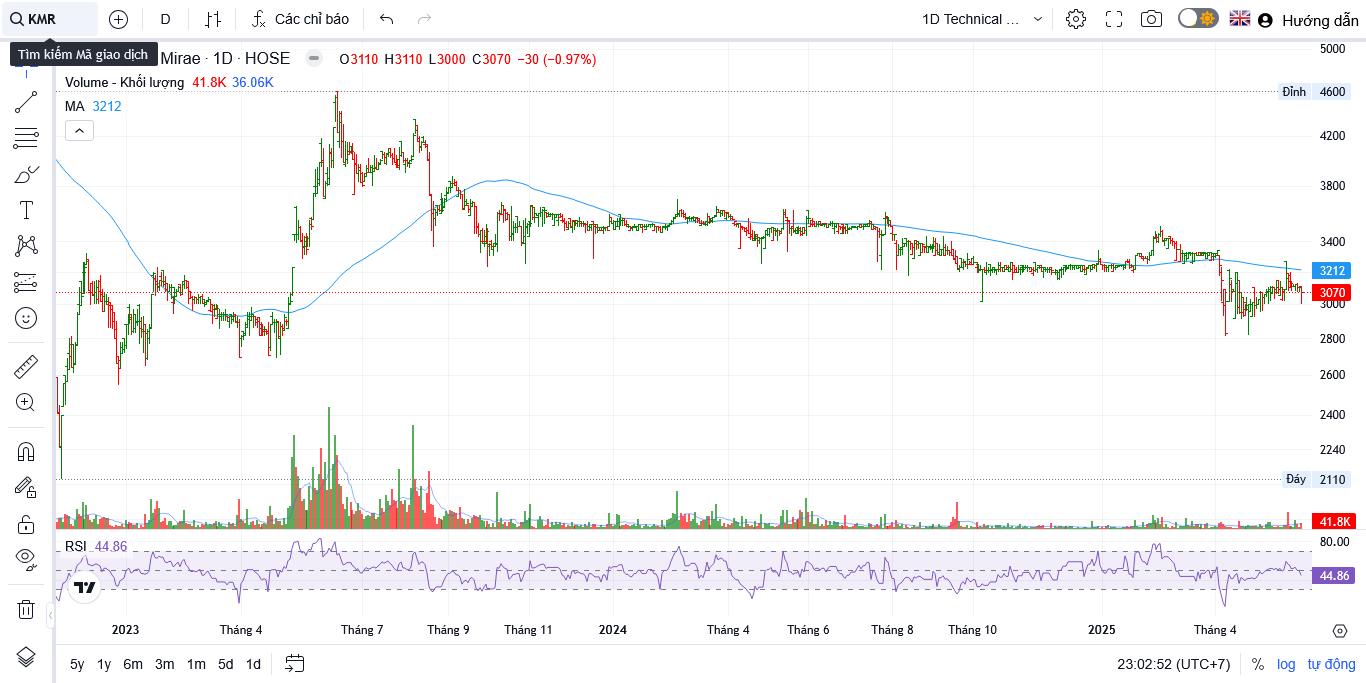 KMR
D
Các chỉ báo
1D Technical ...
Hướng dẫn
Tìm kiếm Mã giao dịch
Mirae · 1D · HOSE
O3110 H3110 L3000 C3070 −30 (−0.97%)
Volume - Khối lượng 41.8K 36.06K
MA 3212
5000
Đỉnh 4600
4200
3800
3400
3212
3070
3000
2800
2600
2400
2240
Đáy 2110
41.8K
RSI 44.86
80.00
44.86
2023 Tháng 4 Tháng 7 Tháng 9 Tháng 11 2024 Tháng 4 Tháng 6 Tháng 8 Tháng 10 2025 Tháng 4
5y 1y 6m 3m 1m 5d 1d
23:02:52 (UTC+7) % log tự động